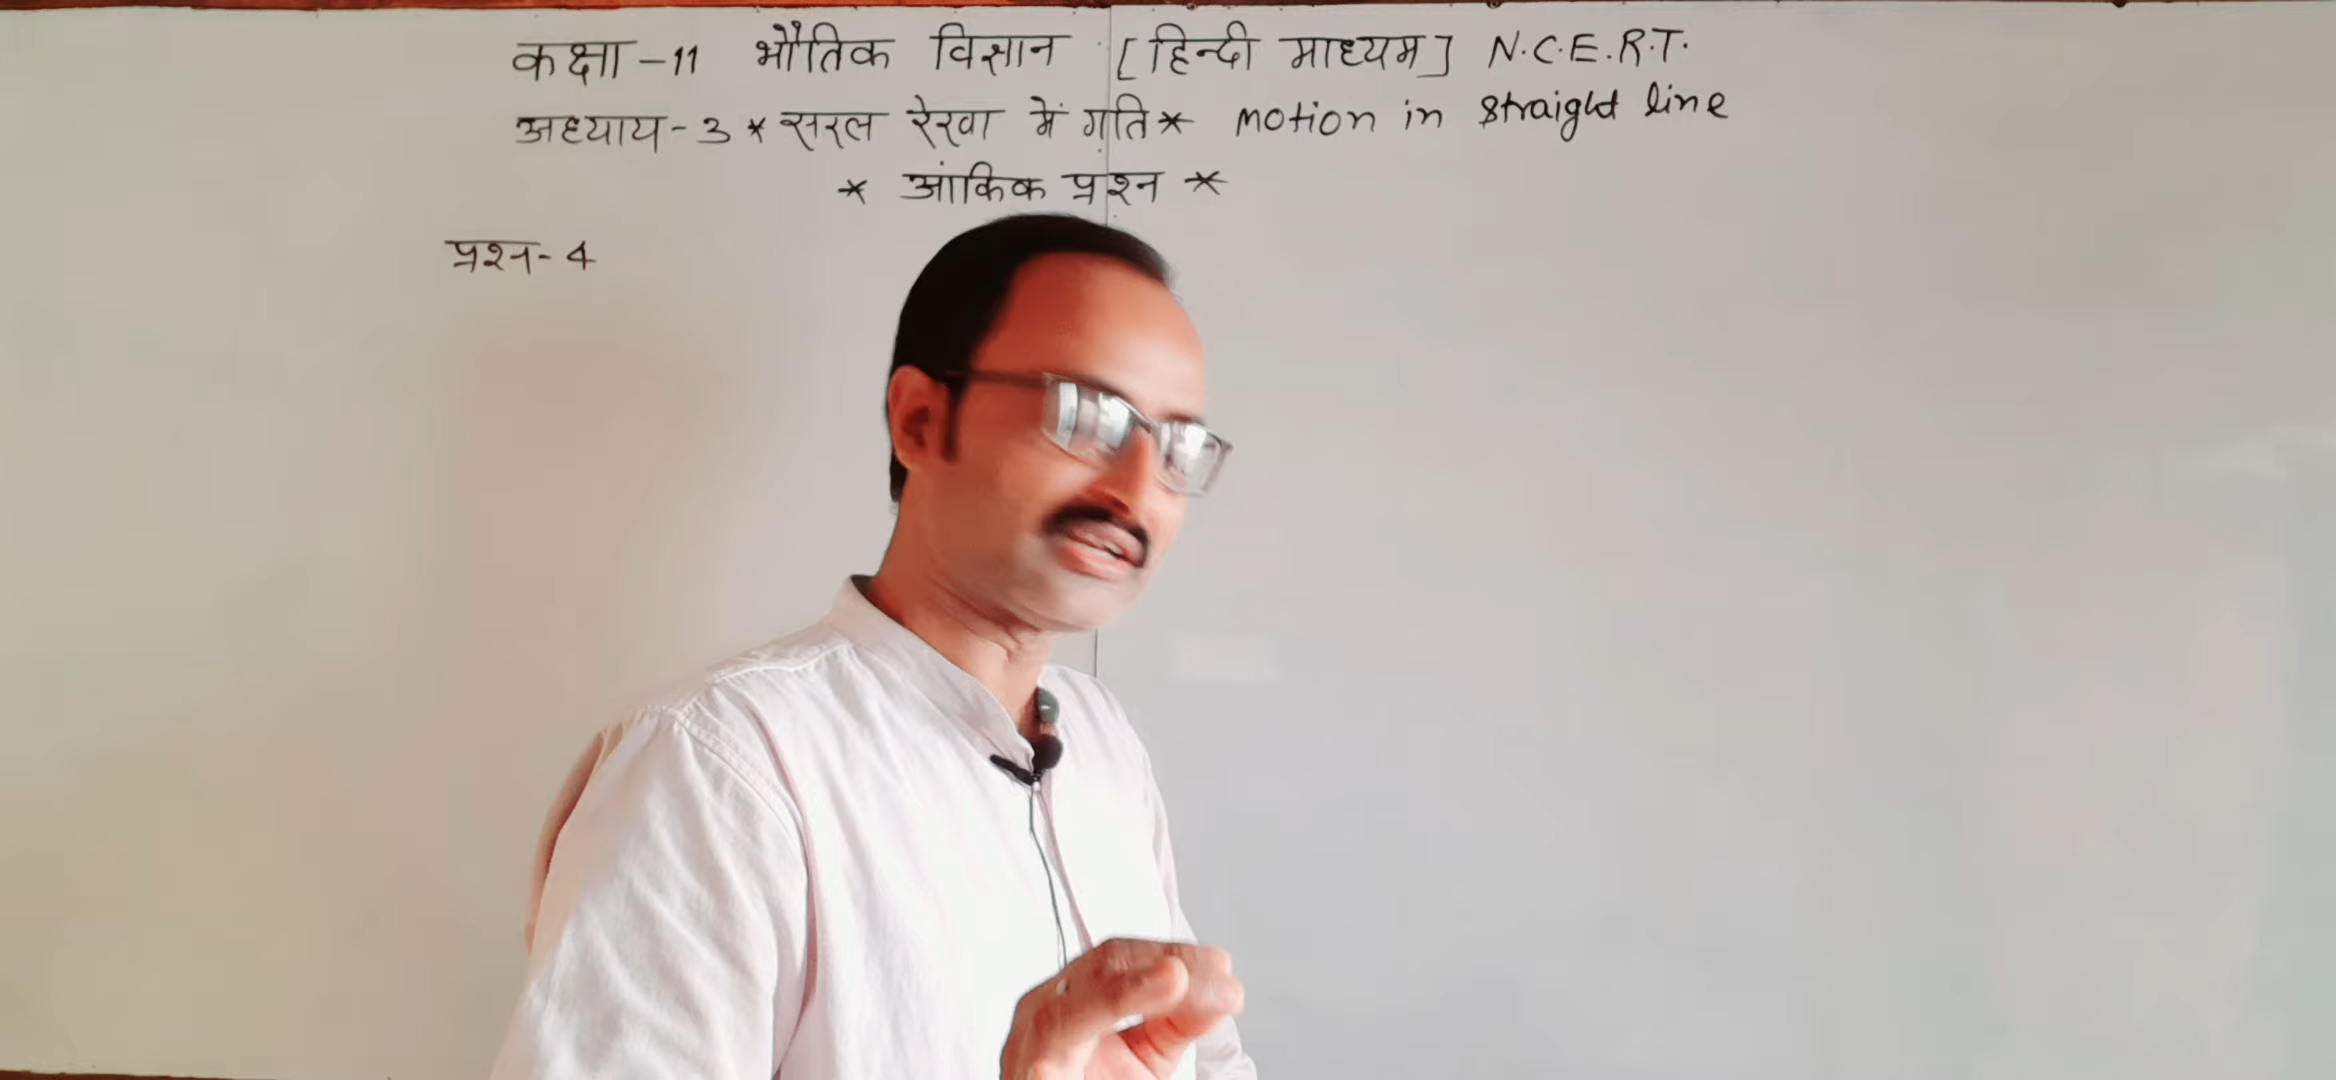 कक्षा -11 भौतिक विज्ञान [हिन्दी माध्यम] N.C.E.R.T.
अध्याय - 3 * सरल रेखा में गति * motion in straight line
* आंकिक प्रश्न *
प्रश्न- 4